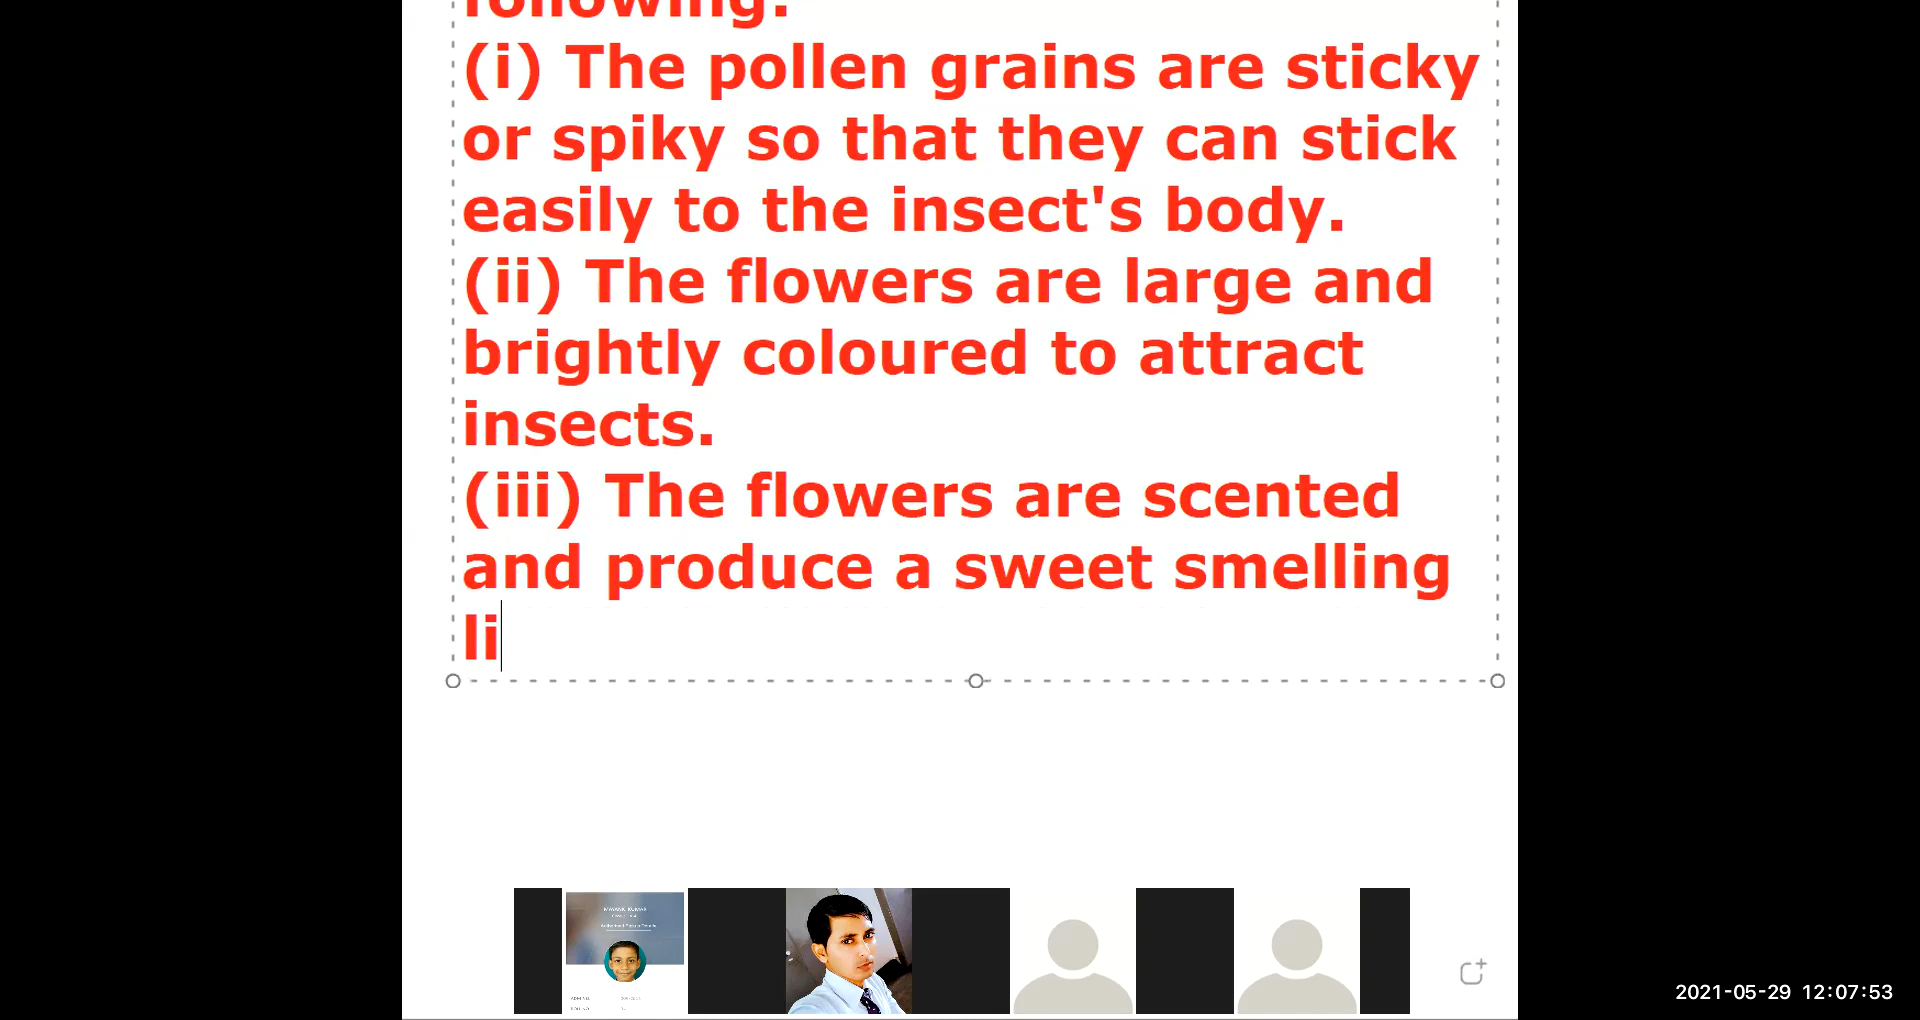 following:
(i) The pollen grains are sticky
or spiky so that they can stick
easily to the insect's body.
(ii) The flowers are large and
brightly coloured to attract
insects.
(iii) The flowers are scented
and produce a sweet smelling
li
2021-05-29 12:07:53